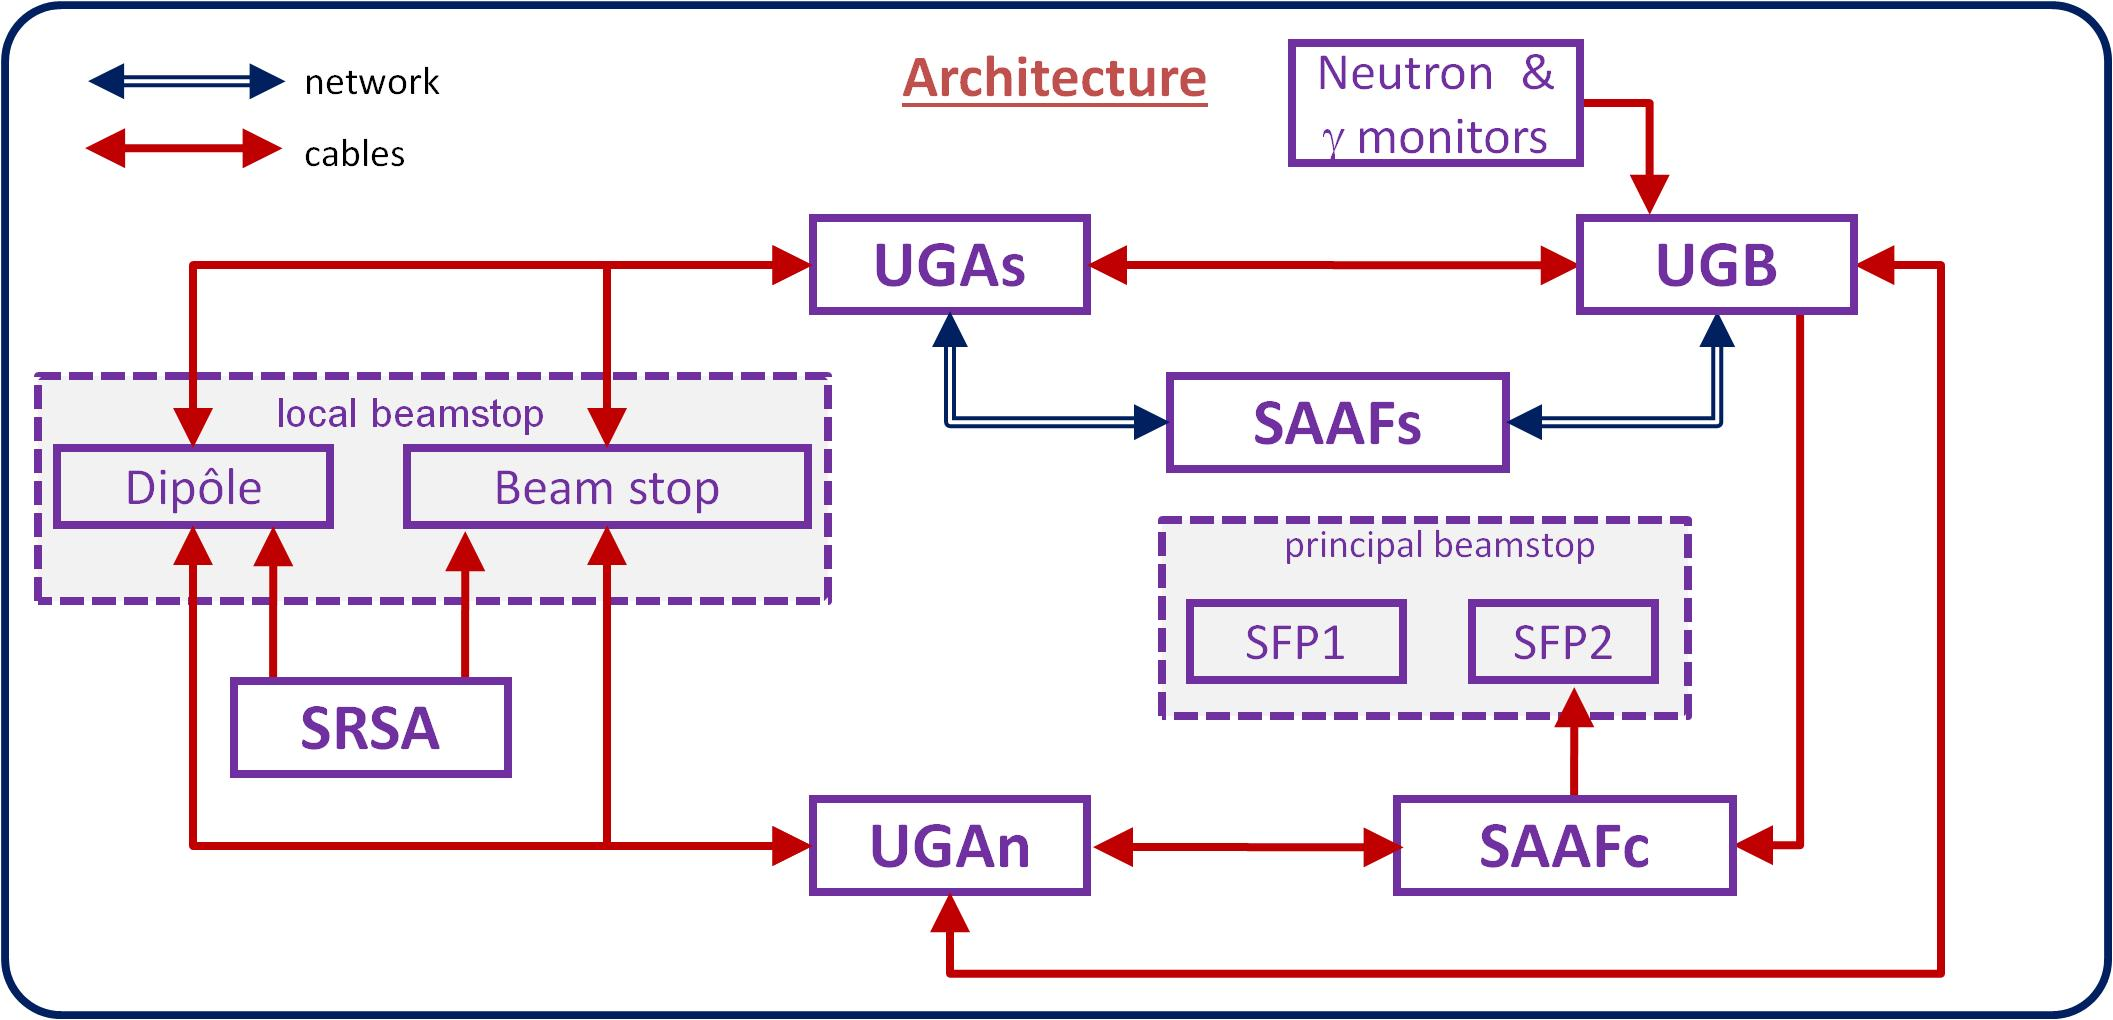 network
cables
Architecture
Neutron & 
γ monitors
UGAs
UGB
local beamstop
Dipôle
Beam stop
SAAFs
principal beamstop
SFP1
SFP2
SRSA
UGAn
SAAFc